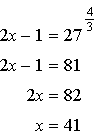 2x − 1 = 27^(4/3)
2x − 1 = 81
2x = 82
x = 41